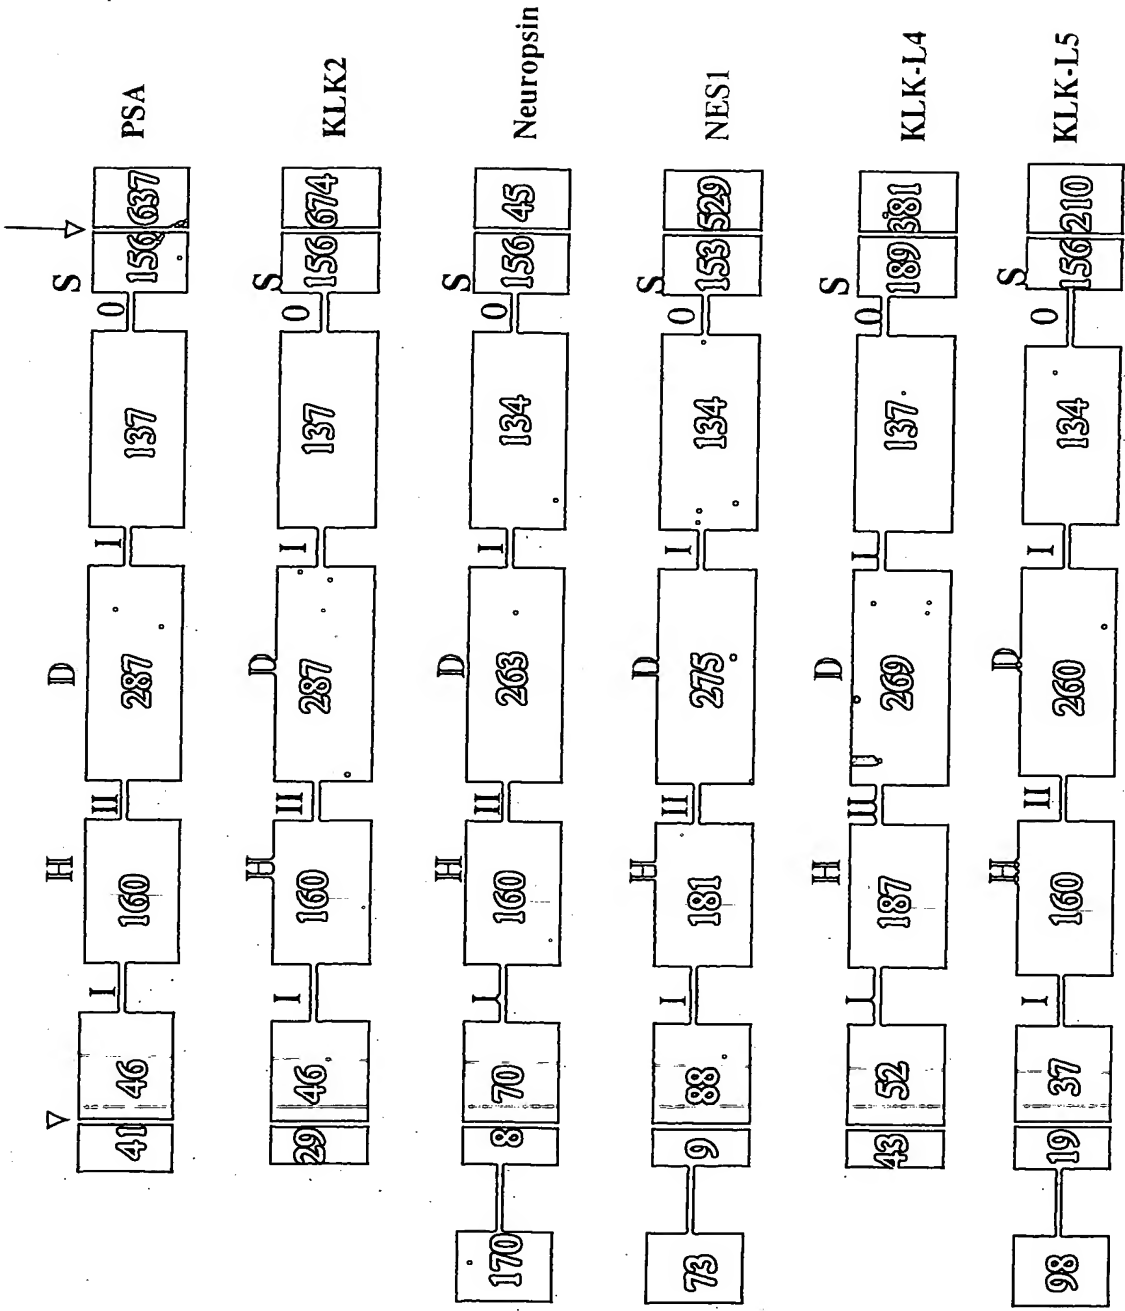 H D S
I II I 0
41 46 160 287 137 156 637 PSA
H D S
I II I 0
29 46 160 287 137 156 674 KLK2
H D S
I II I 0
170 8 70 160 263 134 156 45 Neuropsin
H D S
I II I 0
73 9 88 181 275 134 153 529 NES1
H D S
I II I 0
43 52 187 269 137 189 381 KLK-L4
H D S
I II I 0
98 19 37 160 260 134 156 210 KLK-L5